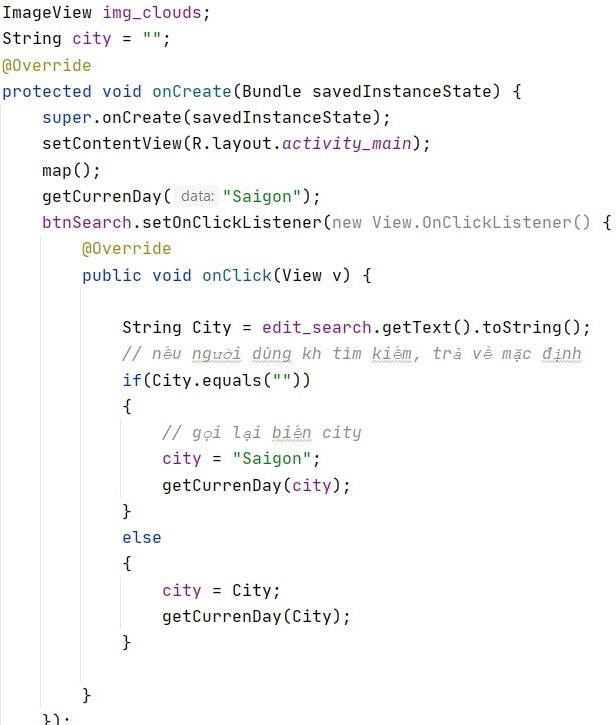 ImageView img_clouds;
String city = "";
@Override
protected void onCreate(Bundle savedInstanceState) {
super.onCreate(savedInstanceState);
setContentView(R.layout.activity_main);
map();
getCurrenDay( data: "Saigon");
btnSearch.setOnClickListener(new View.OnClickListener() {
@Override
public void onClick(View v) {
String City = edit_search.getText().toString();
// nếu người dùng kh tìm kiếm, trả về mặc định
if(City.equals(""))
{
// gọi lại biến city
city = "Saigon";
getCurrenDay(city);
}
else
{
city = City;
getCurrenDay(City);
}
}
});